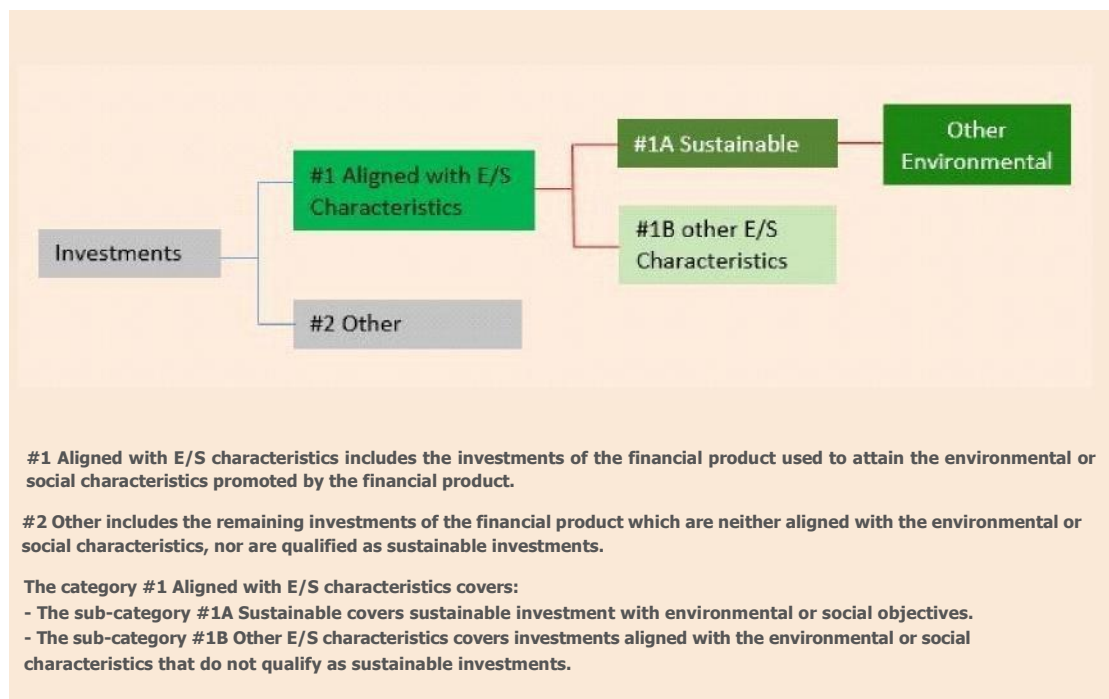 Investments
#1 Aligned with E/S
Characteristics
#2 Other
#1A Sustainable
#1B other E/S
Characteristics
Other
Environmental
#1 Aligned with E/S characteristics includes the investments of the financial product used to attain the environmental or
social characteristics promoted by the financial product.
#2 Other includes the remaining investments of the financial product which are neither aligned with the environmental or
social characteristics, nor are qualified as sustainable investments.
The category #1 Aligned with E/S characteristics covers:
- The sub-category #1A Sustainable covers sustainable investment with environmental or social objectives.
- The sub-category #1B Other E/S characteristics covers investments aligned with the environmental or social
characteristics that do not qualify as sustainable investments.